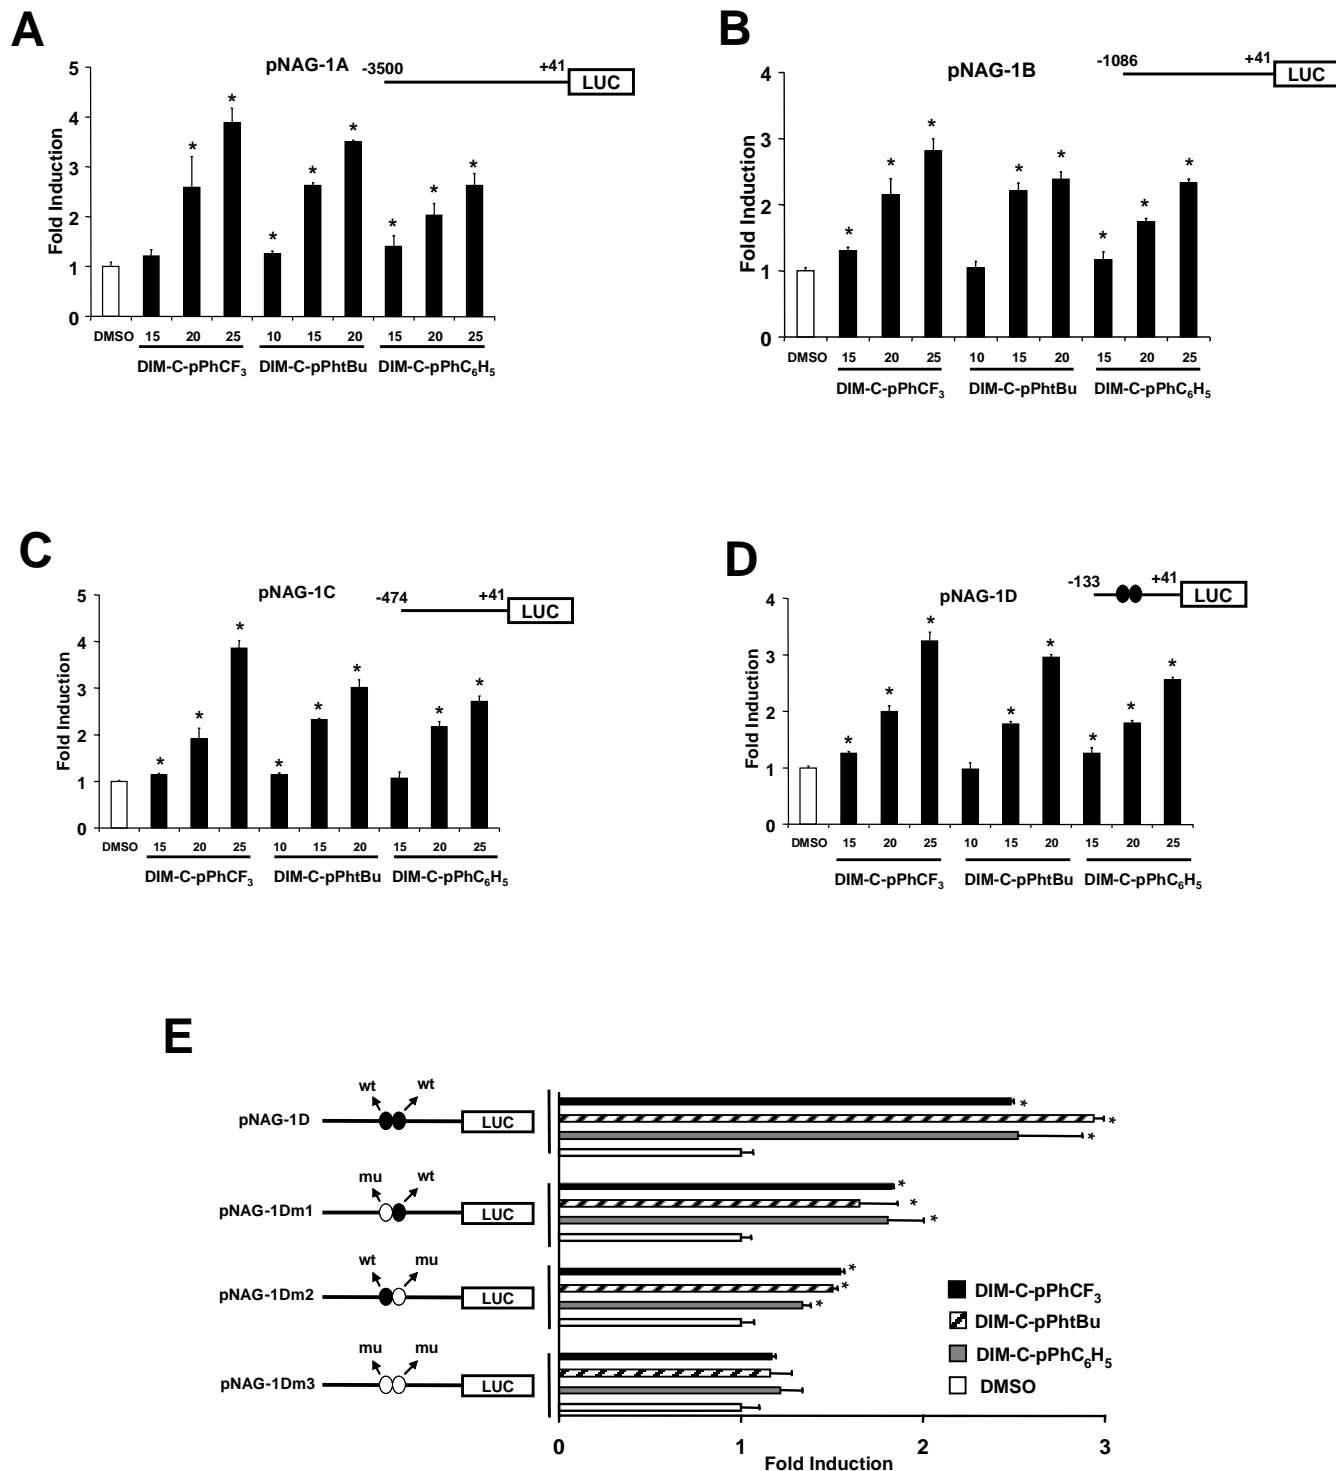 A
pNAG-1A
-3500 +41
LUC
Fold Induction
5
4
3
2
1
0
* * * * * * * *
DMSO 15 20 25 10 15 20 15 20 25
DIM-C-pPhCF3 DIM-C-pPhtBu DIM-C-pPhC6H5
B
pNAG-1B
-1086 +41
LUC
Fold Induction
4
3
2
1
0
* * * * * * * *
DMSO 15 20 25 10 15 20 15 20 25
DIM-C-pPhCF3 DIM-C-pPhtBu DIM-C-pPhC6H5
C
pNAG-1C
-474 +41
LUC
Fold Induction
5
4
3
2
1
0
* * * * * * * *
DMSO 15 20 25 10 15 20 15 20 25
DIM-C-pPhCF3 DIM-C-pPhtBu DIM-C-pPhC6H5
D
pNAG-1D
-133 +41
LUC
Fold Induction
4
3
2
1
0
* * * * * * * *
DMSO 15 20 25 10 15 20 15 20 25
DIM-C-pPhCF3 DIM-C-pPhtBu DIM-C-pPhC6H5
E
wt wt
pNAG-1D LUC
* * *
mu wt
pNAG-1Dm1 LUC
* * *
wt mu
pNAG-1Dm2 LUC
* * *
mu mu
pNAG-1Dm3 LUC
DIM-C-pPhCF3
DIM-C-pPhtBu
DIM-C-pPhC6H5
DMSO
0 1 2 3
Fold Induction